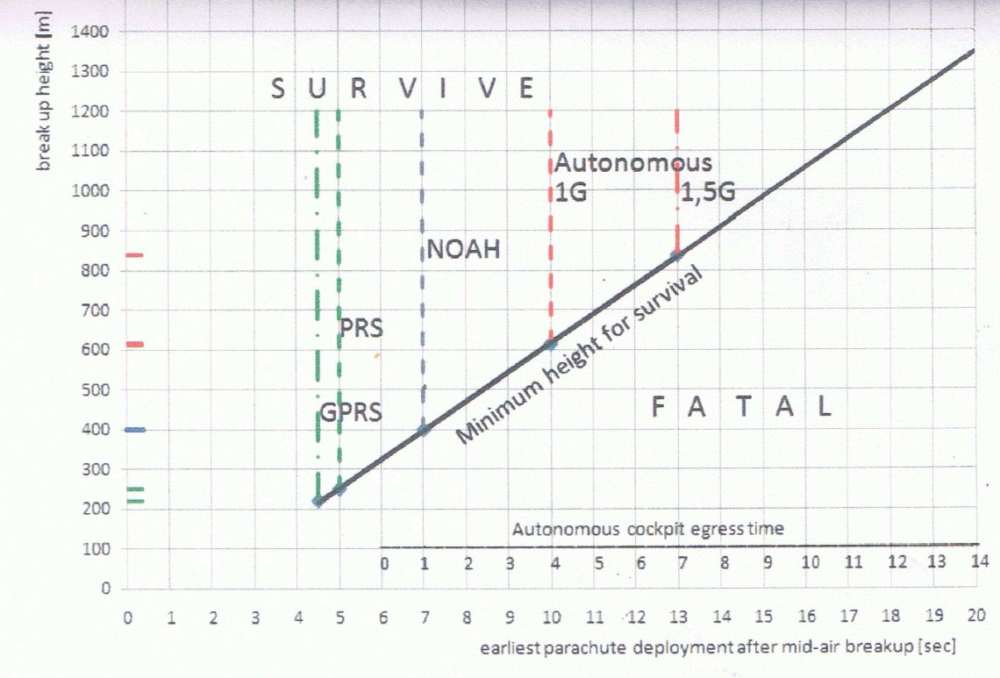 break up height [m]
1400
1300
S U R V I V E
1200
1100
Autonomous
1000
1G 1,5G
900
NOAH
800
700
PRS
600
Minimum height for survival
500
GPRS
F A T A L
400
300
200
Autonomous cockpit egress time
100
0 1 2 3 4 5 6 7 8 9 10 11 12 13 14
0
0 1 2 3 4 5 6 7 8 9 10 11 12 13 14 15 16 17 18 19 20
earliest parachute deployment after mid-air breakup [sec]